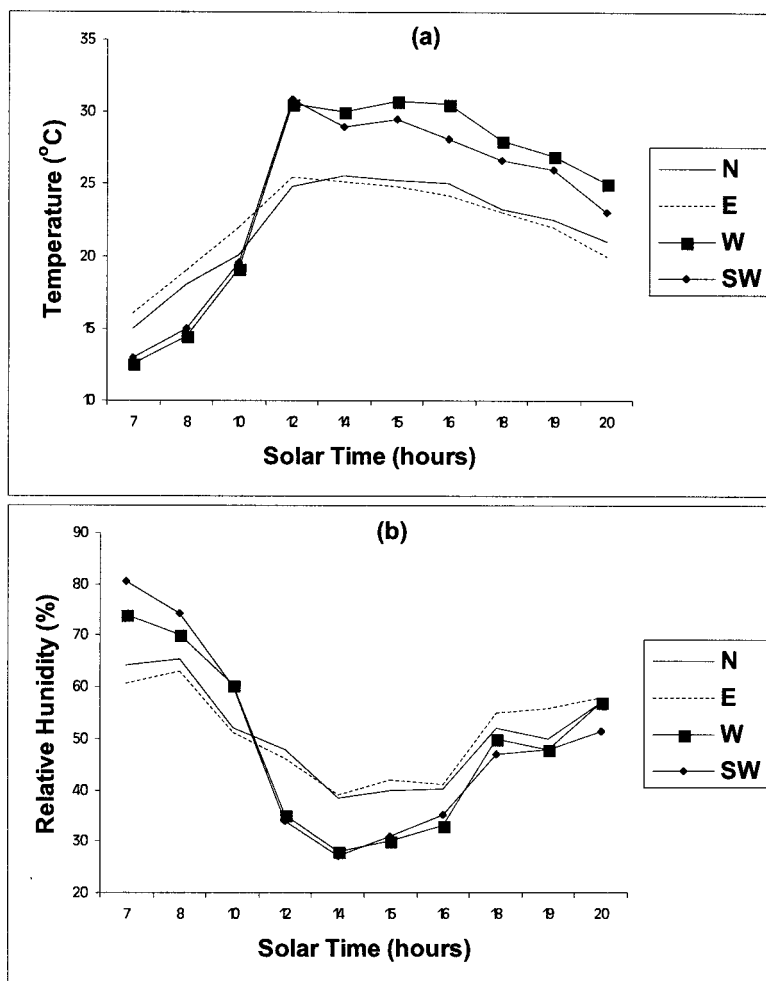 (a)
35
30
25
20
15
10
Temperature (°C)
7 8 10 12 14 15 16 18 19 20
Solar Time (hours)
N
E
W
SW
(b)
90
80
70
60
50
40
30
20
Relative Hunidity (%)
7 8 10 12 14 15 16 18 19 20
Solar Time (hours)
N
E
W
SW